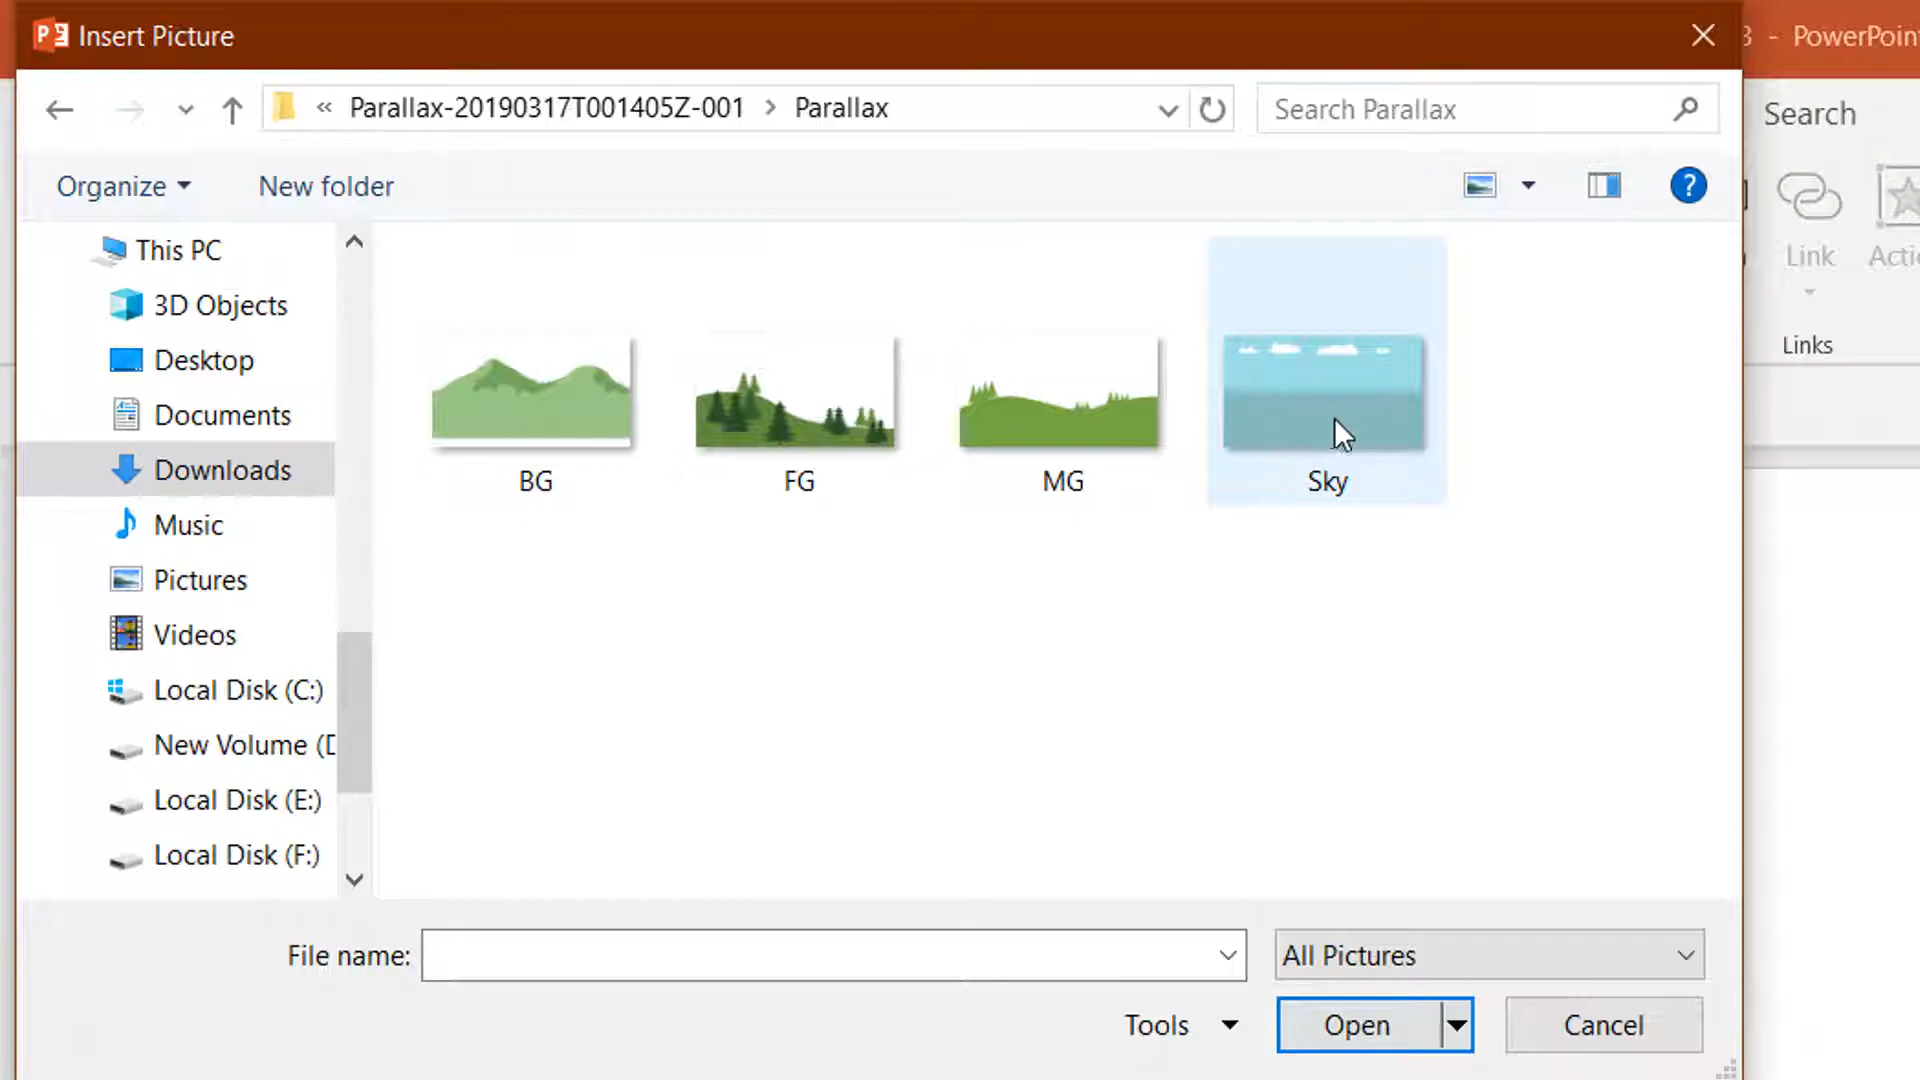 Insert Picture
3 - PowerPoint
« Parallax-20190317T001405Z-001 > Parallax
Search Parallax
Search
Organize
New folder
?
Link
Links
This PC
3D Objects
Desktop
Documents
Downloads
Music
Pictures
Videos
Local Disk (C:)
New Volume (D
Local Disk (E:)
Local Disk (F:)
BG
FG
MG
Sky
File name:
All Pictures
Tools
Open
Cancel